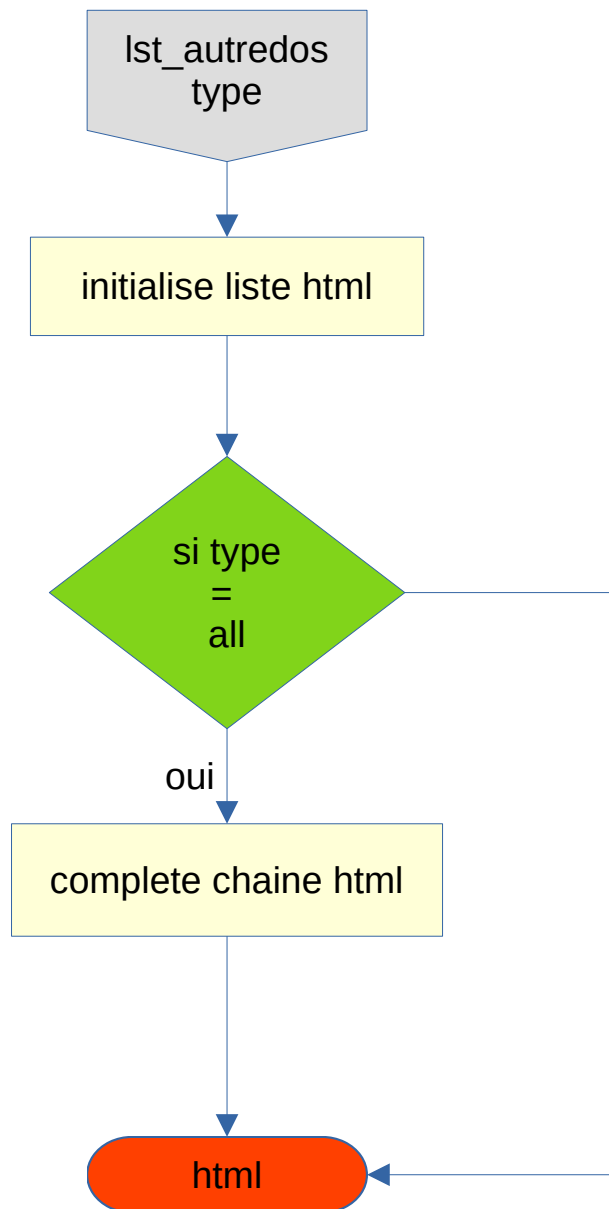 lst_autredos
type
initialise liste html
si type
=
all
oui
complete chaine html
html